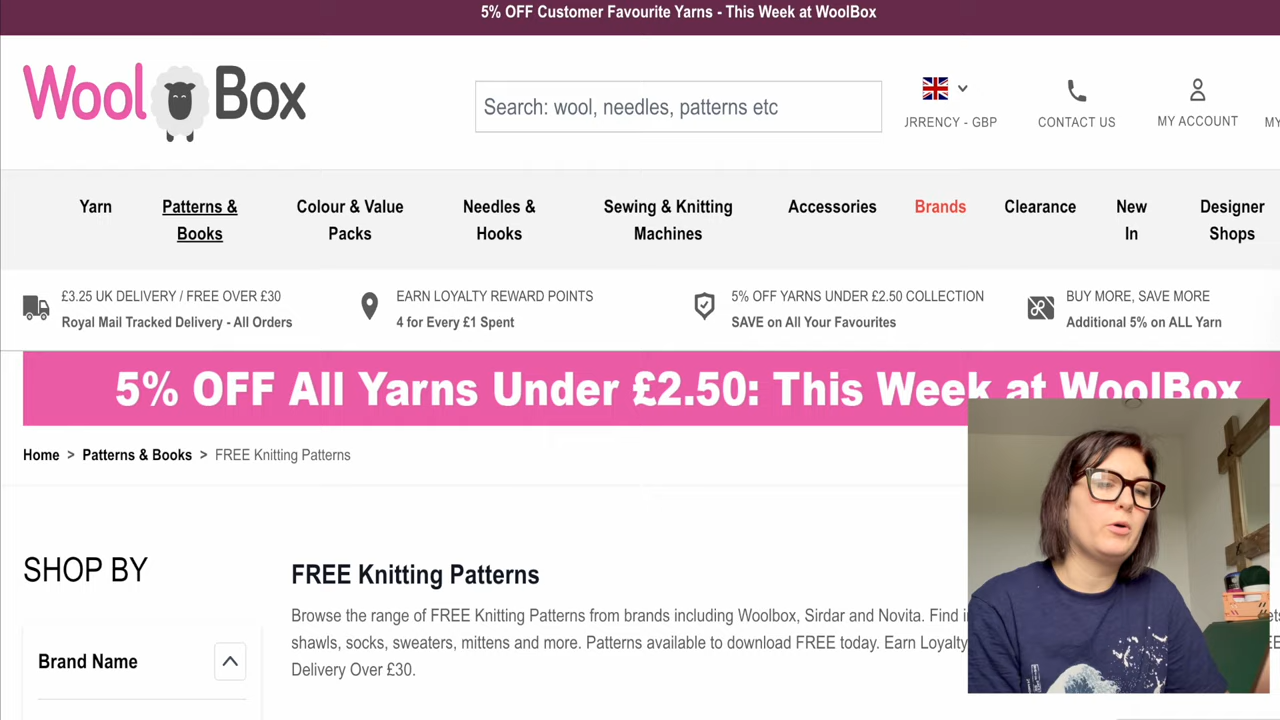 5% OFF Customer Favourite Yarns - This Week at WoolBox
Wool Box
Search: wool, needles, patterns etc
URRENCY - GBP
CONTACT US
MY ACCOUNT
MY
Yarn
Patterns &
Books
Colour & Value
Packs
Needles &
Hooks
Sewing & Knitting
Machines
Accessories
Brands
Clearance
New
In
Designer
Shops
£3.25 UK DELIVERY / FREE OVER £30
Royal Mail Tracked Delivery - All Orders
EARN LOYALTY REWARD POINTS
4 for Every £1 Spent
5% OFF YARNS UNDER £2.50 COLLECTION
SAVE on All Your Favourites
BUY MORE, SAVE MORE
Additional 5% on ALL Yarn
5% OFF All Yarns Under £2.50: This Week at WoolBox
Home > Patterns & Books > FREE Knitting Patterns
SHOP BY
Brand Name
FREE Knitting Patterns
Browse the range of FREE Knitting Patterns from brands including Woolbox, Sirdar and Novita. Find
shawls, socks, sweaters, mittens and more. Patterns available to download FREE today. Earn Loyalty
Delivery Over £30.